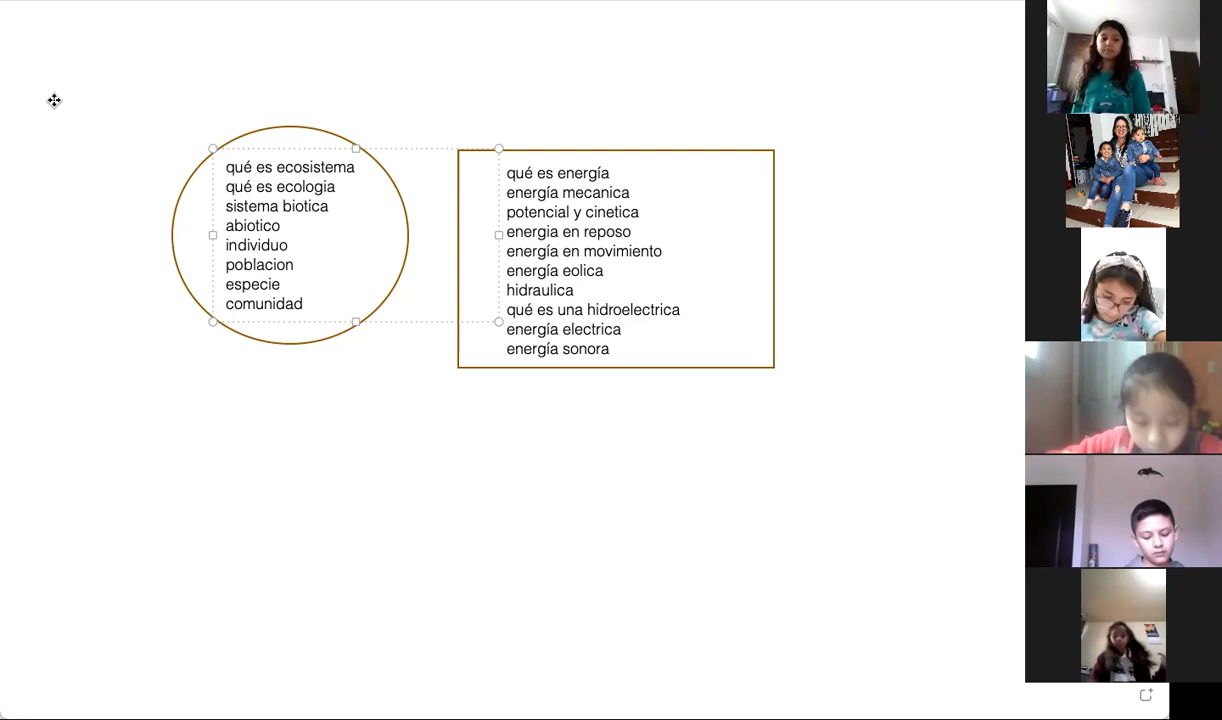 qué es ecosistema
qué es ecologia
sistema biotica
abiotico
individuo
poblacion
especie
comunidad
qué es energía
energía mecanica
potencial y cinetica
energia en reposo
energía en movimiento
energía eolica
hidraulica
qué es una hidroelectrica
energía electrica
energía sonora